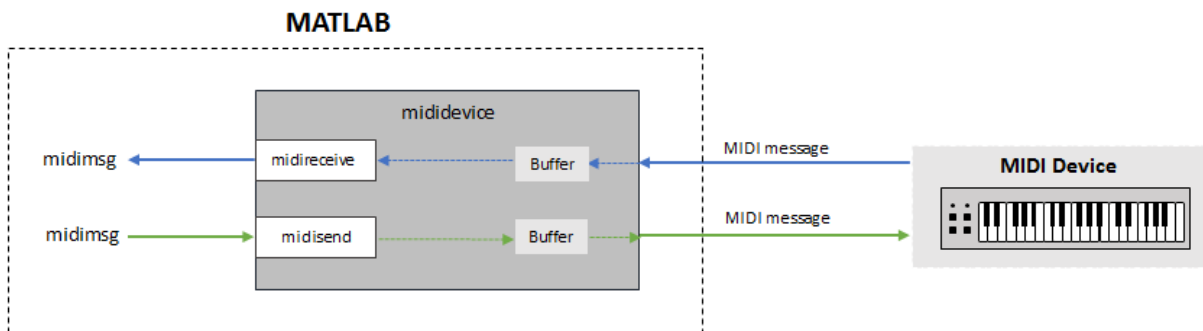 MATLAB
mididevice
midimsg
midireceive
Buffer
MIDI message
MIDI Device
midimsg
midisend
Buffer
MIDI message